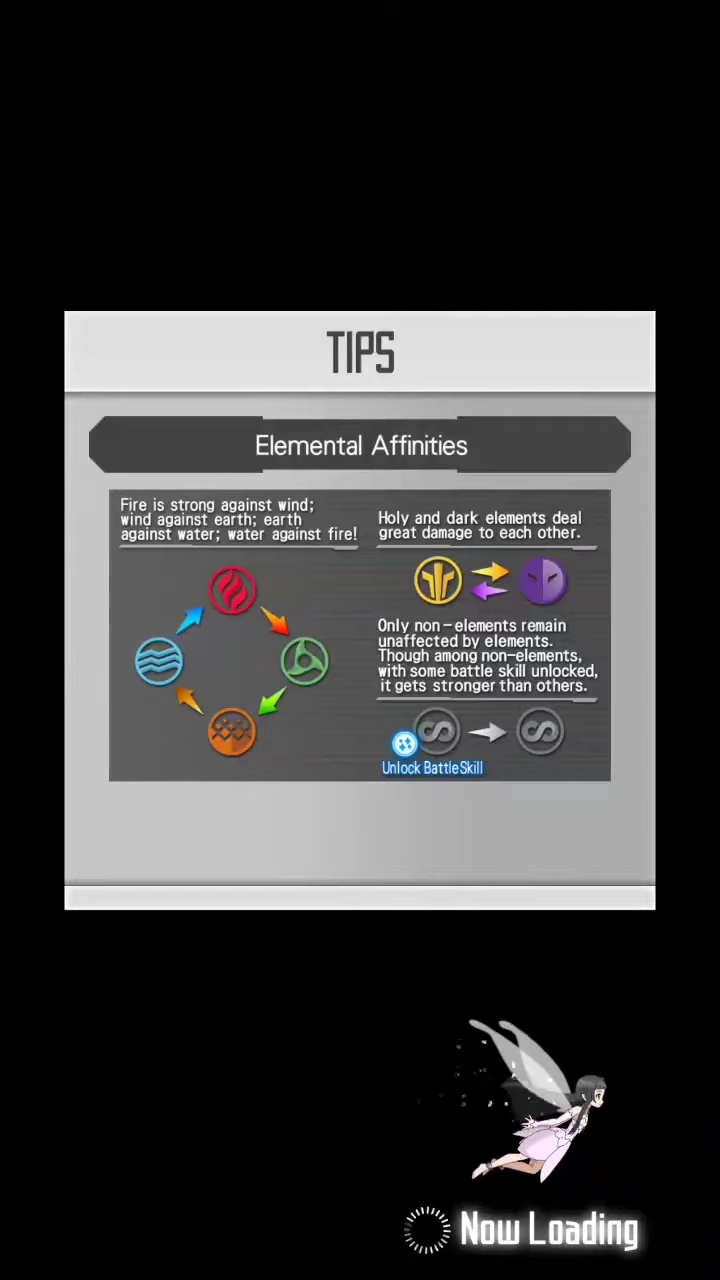 TIPS
Elemental Affinities
Fire is strong against wind;
wind against earth; earth
against water; water against fire!
Holy and dark elements deal
great damage to each other.
Only non-elements remain
unaffected by elements.
Though among non-elements,
with some battle skill unlocked,
it gets stronger than others.
Unlock BattleSkill
Now Loading